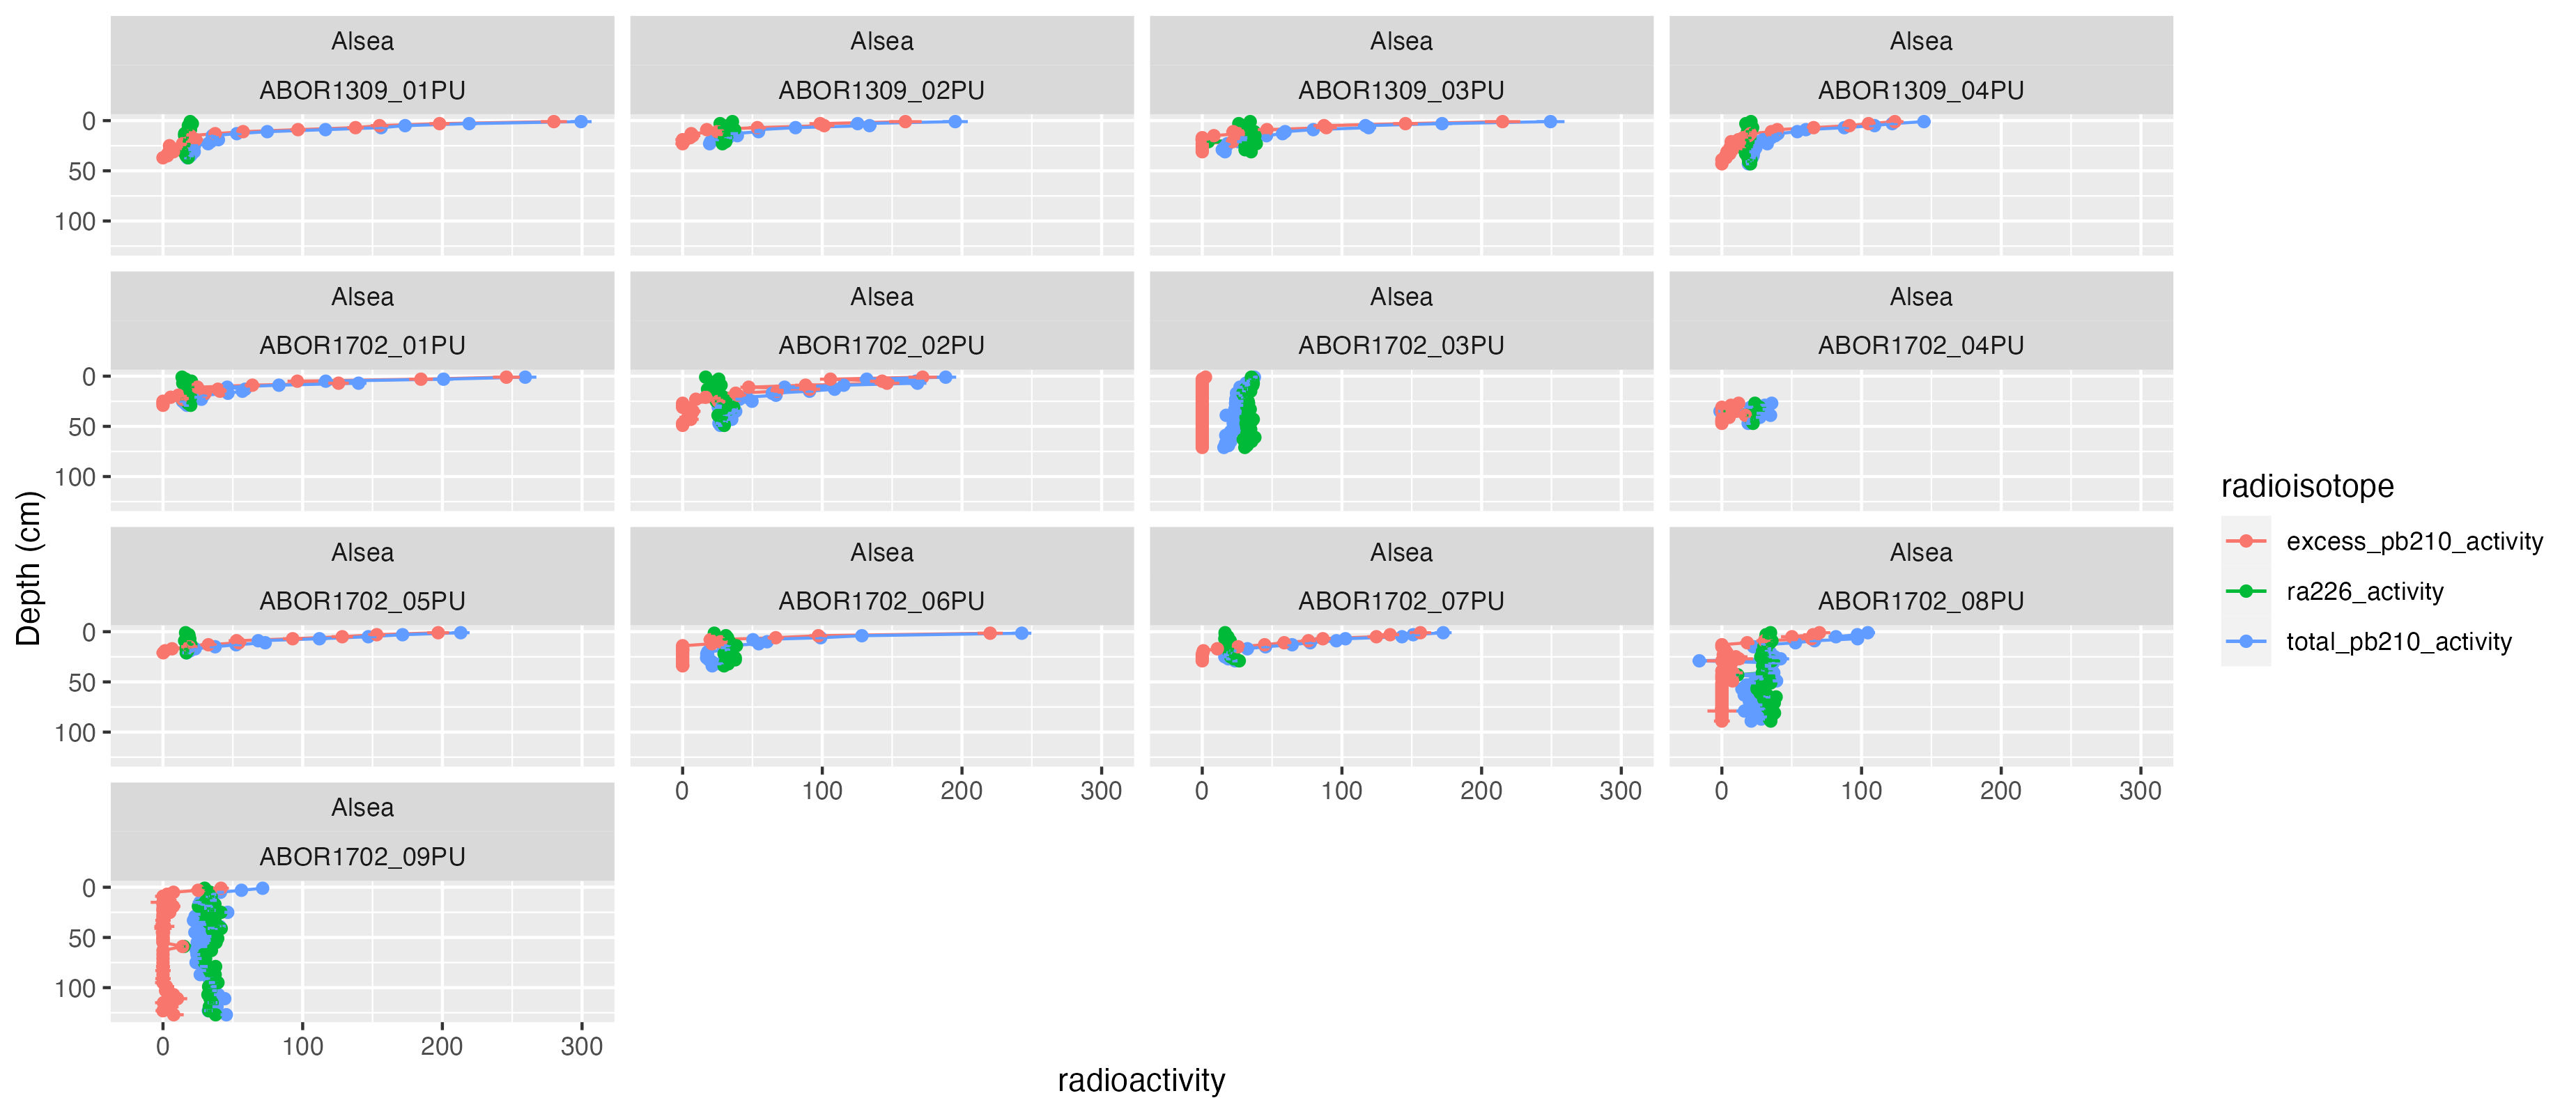 Alsea Alsea Alsea Alsea
ABOR1309_01PU ABOR1309_02PU ABOR1309_03PU ABOR1309_04PU
0
50
100
Alsea Alsea Alsea Alsea
ABOR1702_01PU ABOR1702_02PU ABOR1702_03PU ABOR1702_04PU
0
50
100
Alsea Alsea Alsea Alsea
ABOR1702_05PU ABOR1702_06PU ABOR1702_07PU ABOR1702_08PU
0
50
100
0 100 200 300 0 100 200 300 0 100 200 300
Alsea
ABOR1702_09PU
0
50
100
0 100 200 300
Depth (cm)
radioactivity
radioisotope
excess_pb210_activity
ra226_activity
total_pb210_activity